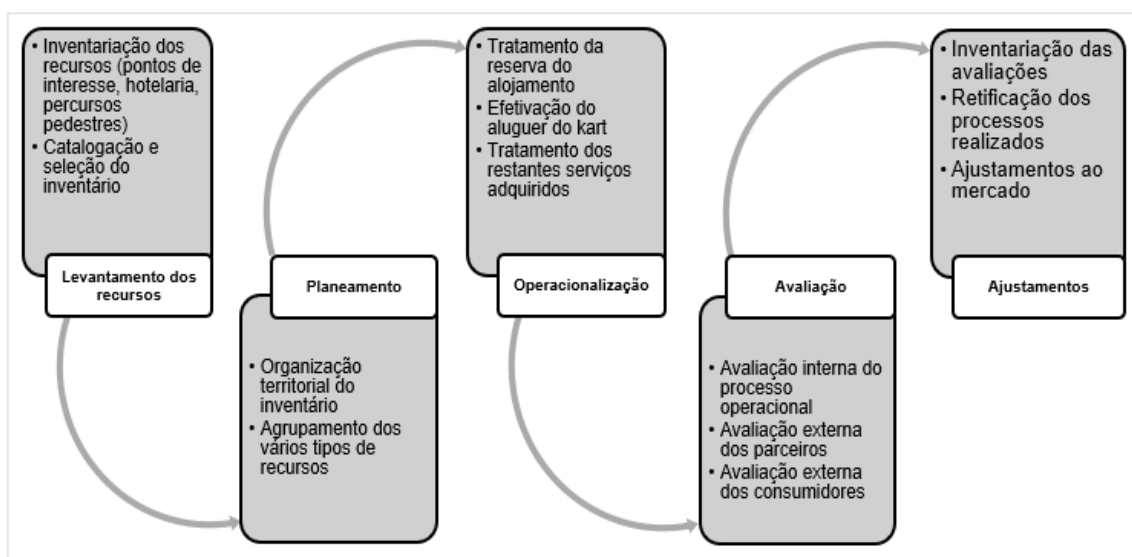 • Inventariação dos
recursos (pontos de
interesse, hotelaria,
percursos
pedestres)
• Catalogação e
seleção do
inventário
Levantamento dos
recursos
Planeamento
• Organização
territorial do
inventário
• Agrupamento dos
vários tipos de
recursos
• Tratamento da
reserva do
alojamento
• Efetivação do
aluguer do kart
• Tratamento dos
restantes serviços
adquiridos
Operacionalização
Avaliação
• Avaliação interna do
processo
operacional
• Avaliação externa
dos parceiros
• Avaliação externa
dos consumidores
• Inventariação das
avaliações
• Retificação dos
processos
realizados
• Ajustamentos ao
mercado
Ajustamentos